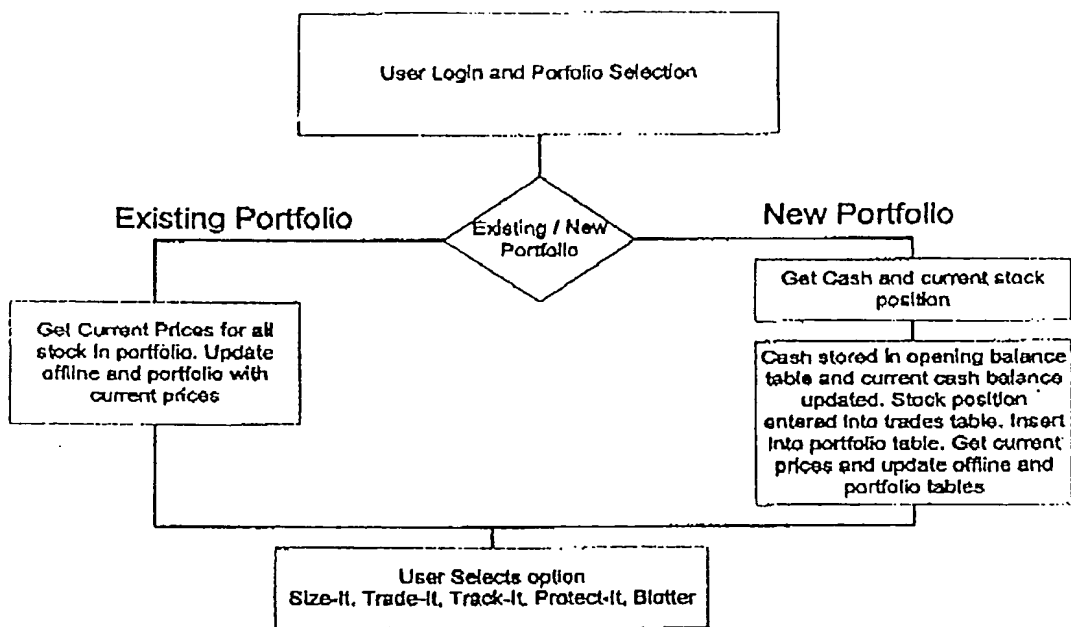 User Login and Porfolio Selection
Existing Portfolio
Existing / New
Portfolio
New Portfolio
Get Current Prices for all
stock in portfolio. Update
offline and portfolio with
current prices
Get Cash and current stock
position
Cash stored in opening balance
table and current cash balance
updated. Stock position
entered into trades table. Insert
into portfolio table. Get current
prices and update offline and
portfolio tables
User Selects option
Size-It, Trade-It, Track-It, Protect-It, Blotter